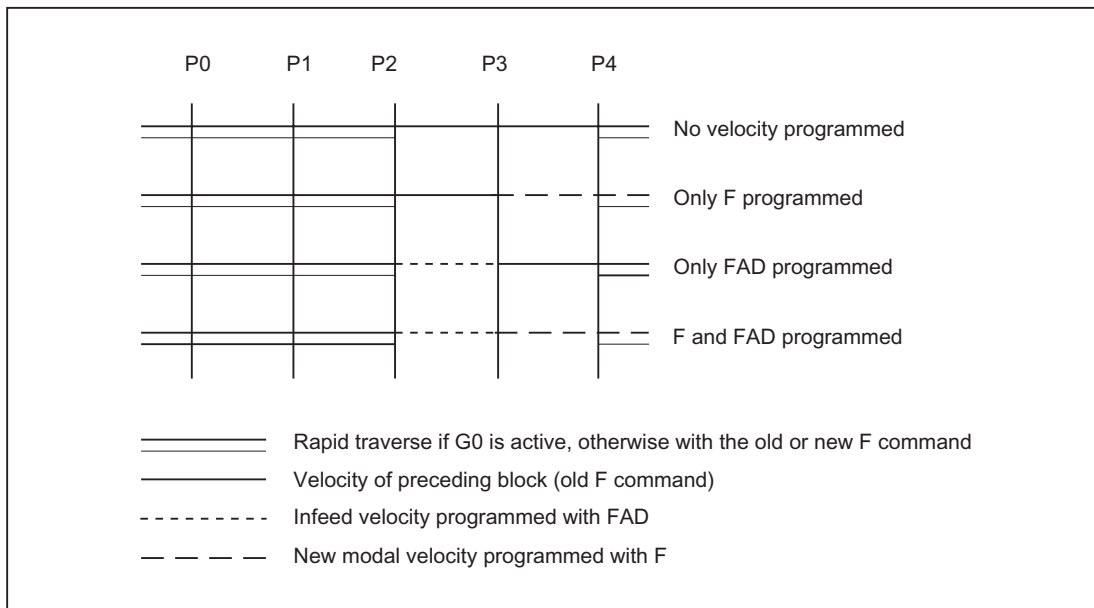 P0 P1 P2 P3 P4
No velocity programmed
Only F programmed
Only FAD programmed
F and FAD programmed
Rapid traverse if G0 is active, otherwise with the old or new F command
Velocity of preceding block (old F command)
Infeed velocity programmed with FAD
New modal velocity programmed with F